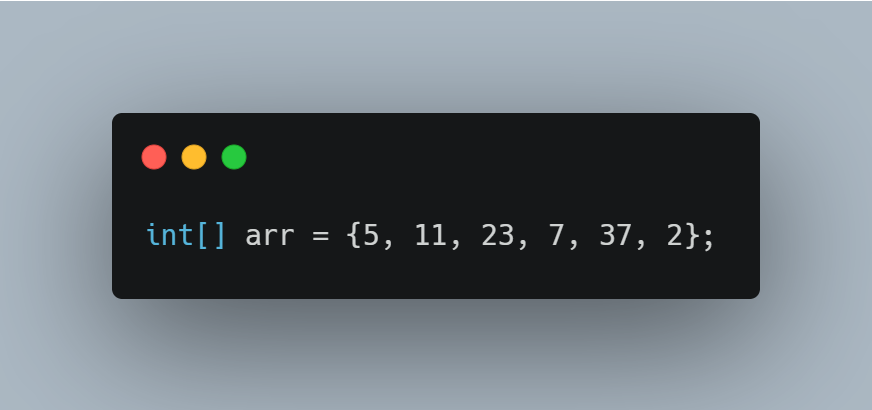 int[] arr = {5, 11, 23, 7, 37, 2};